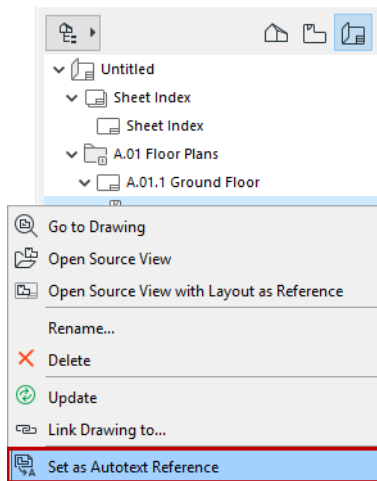 Untitled
Sheet Index
Sheet Index
A.01 Floor Plans
A.01.1 Ground Floor
Go to Drawing
Open Source View
Open Source View with Layout as Reference
Rename...
Delete
Update
Link Drawing to...
Set as Autotext Reference